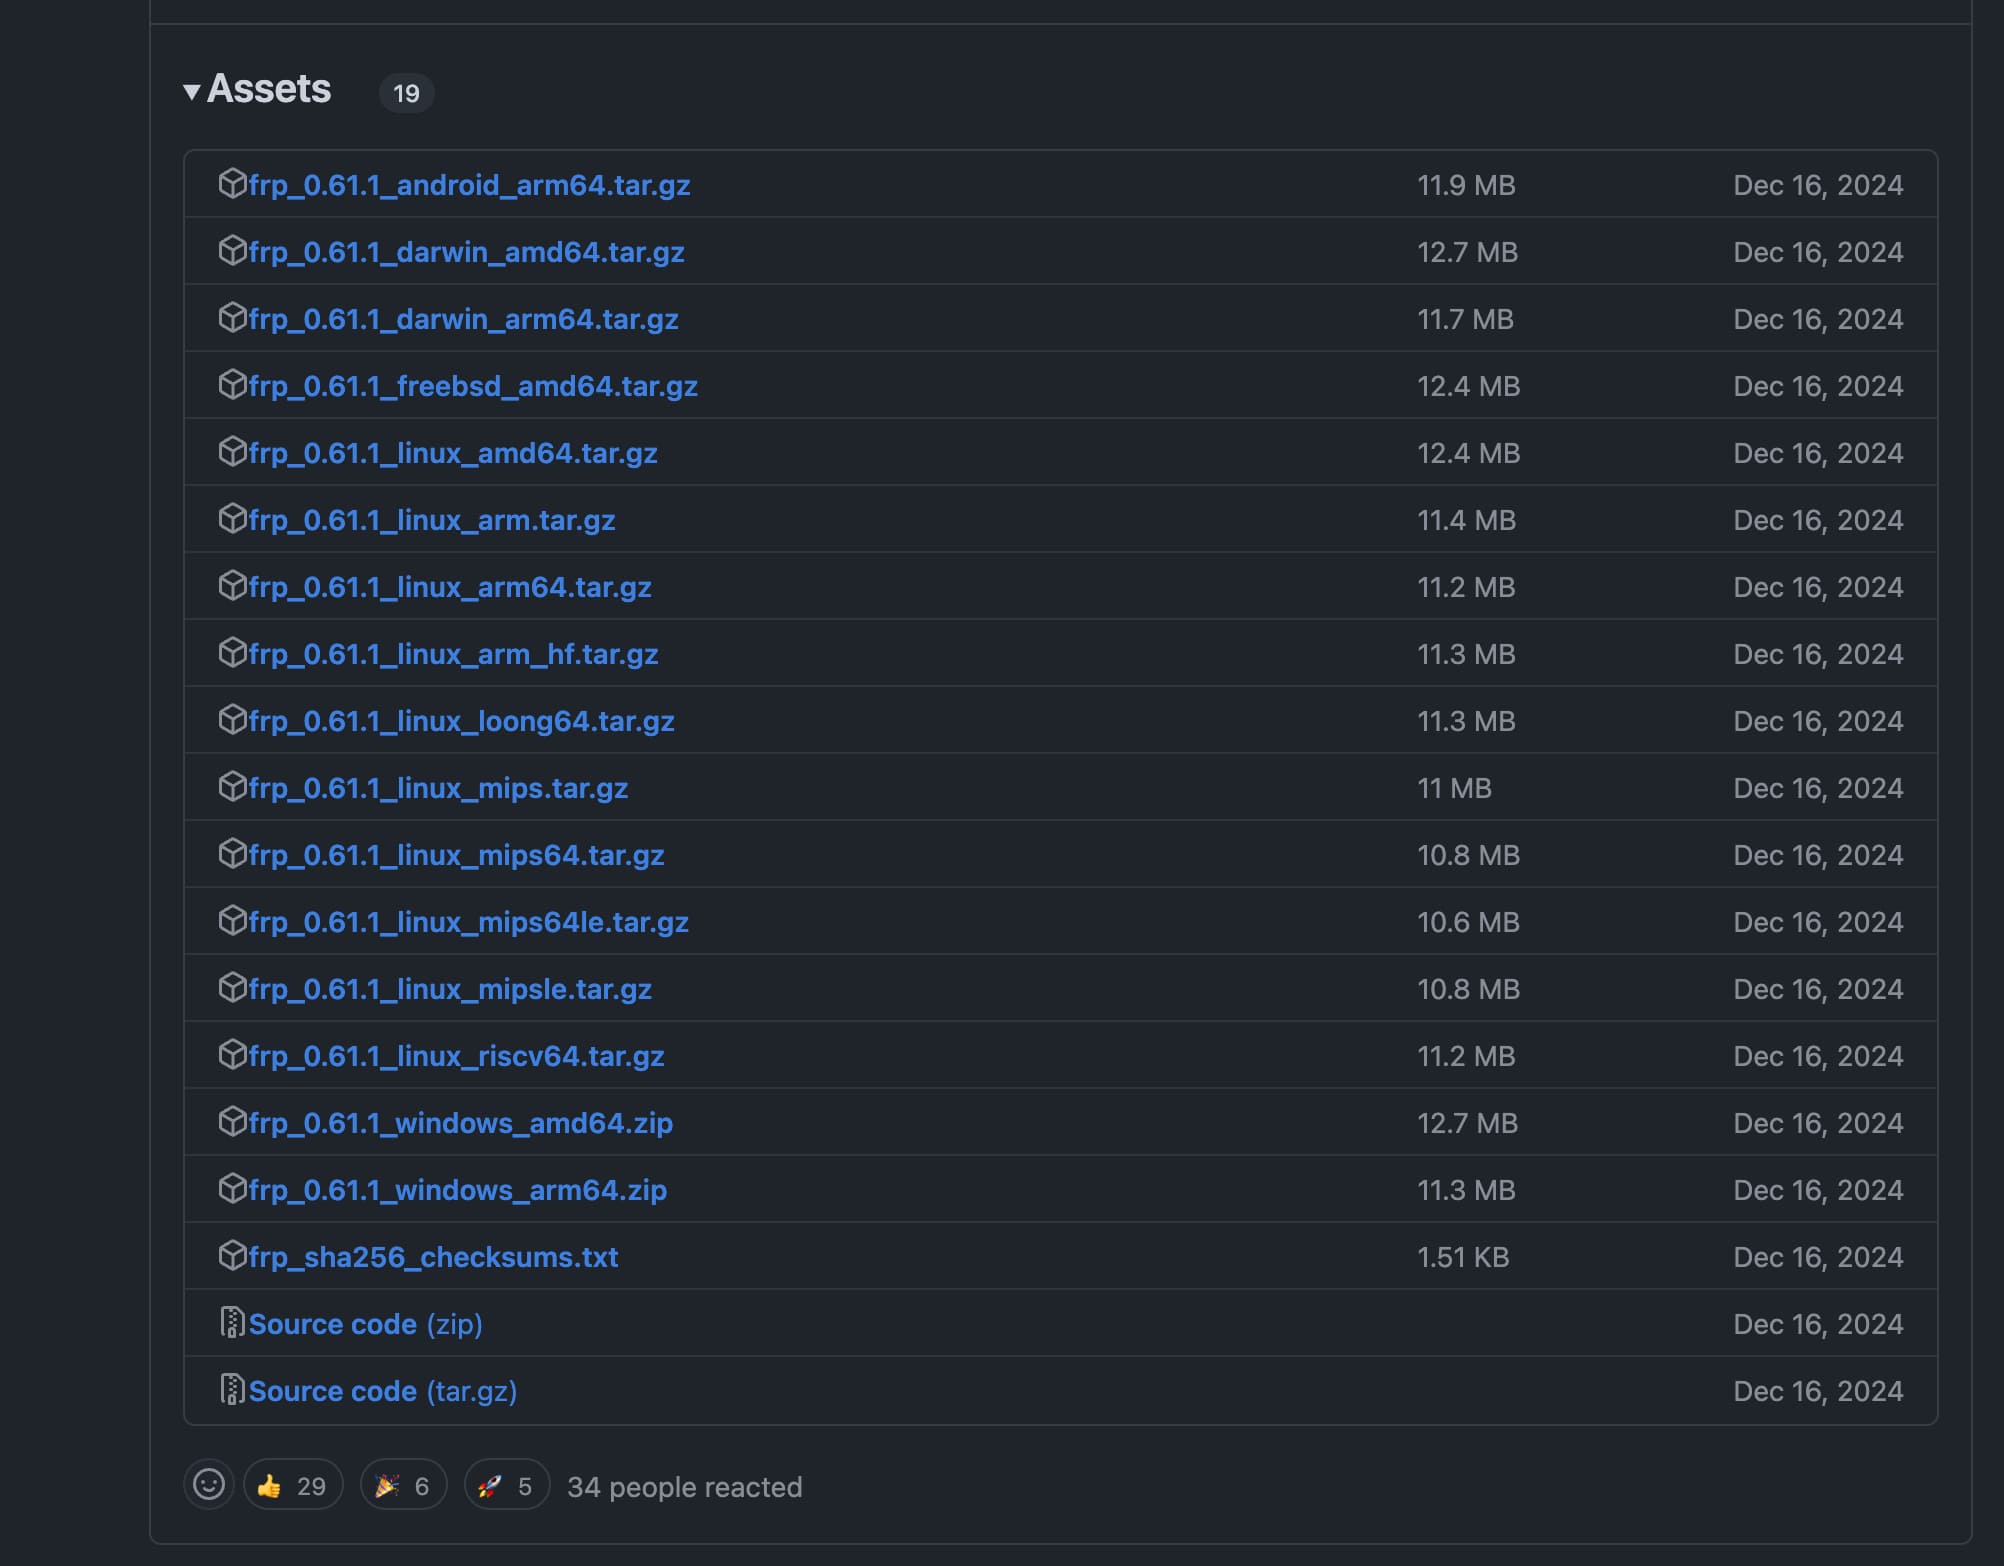 Assets 19
frp_0.61.1_android_arm64.tar.gz 11.9 MB Dec 16, 2024
frp_0.61.1_darwin_amd64.tar.gz 12.7 MB Dec 16, 2024
frp_0.61.1_darwin_arm64.tar.gz 11.7 MB Dec 16, 2024
frp_0.61.1_freebsd_amd64.tar.gz 12.4 MB Dec 16, 2024
frp_0.61.1_linux_amd64.tar.gz 12.4 MB Dec 16, 2024
frp_0.61.1_linux_arm.tar.gz 11.4 MB Dec 16, 2024
frp_0.61.1_linux_arm64.tar.gz 11.2 MB Dec 16, 2024
frp_0.61.1_linux_arm_hf.tar.gz 11.3 MB Dec 16, 2024
frp_0.61.1_linux_loong64.tar.gz 11.3 MB Dec 16, 2024
frp_0.61.1_linux_mips.tar.gz 11 MB Dec 16, 2024
frp_0.61.1_linux_mips64.tar.gz 10.8 MB Dec 16, 2024
frp_0.61.1_linux_mips64le.tar.gz 10.6 MB Dec 16, 2024
frp_0.61.1_linux_mipsle.tar.gz 10.8 MB Dec 16, 2024
frp_0.61.1_linux_riscv64.tar.gz 11.2 MB Dec 16, 2024
frp_0.61.1_windows_amd64.zip 12.7 MB Dec 16, 2024
frp_0.61.1_windows_arm64.zip 11.3 MB Dec 16, 2024
frp_sha256_checksums.txt 1.51 KB Dec 16, 2024
Source code (zip) Dec 16, 2024
Source code (tar.gz) Dec 16, 2024
29 6 5 34 people reacted